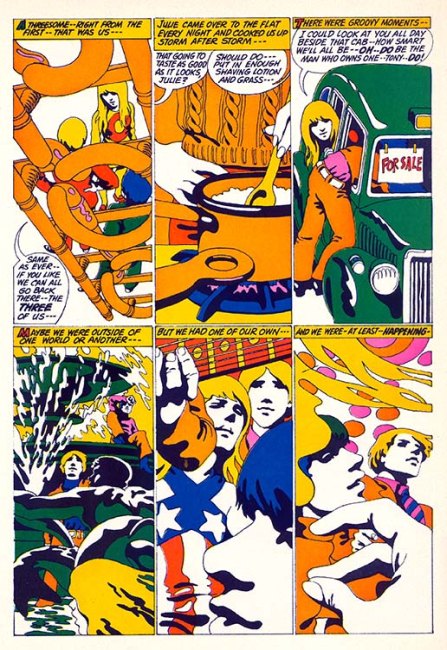 A THREESOME--RIGHT FROM THE
FIRST--THAT WAS US---
SAME
AS EVER--
IF YOU LIKE
WE CAN ALL
GO BACK
THERE--THE
THREE
OF US---
JULIE CAME OVER TO THE FLAT
EVERY NIGHT AND COOKED US UP
STORM AFTER STORM---
THAT GOING TO
TASTE AS GOOD
AS IT LOOKS,
JULIE?
SHOULD DO---
PUT IN ENOUGH
SHAVING LOTION
AND GRASS---
THERE WERE GROOVY MOMENTS--
I COULD LOOK AT YOU ALL DAY
BESIDE THAT CAB--HOW SMART
WE'LL ALL BE--OH--DO BE THE
MAN WHO OWNS ONE--TONY--DO!
FOR SALE
MAYBE WE WERE OUTSIDE OF
ONE WORLD OR ANOTHER---
BUT WE HAD ONE OF OUR OWN---
AND WE WERE--AT LEAST--HAPPENING-